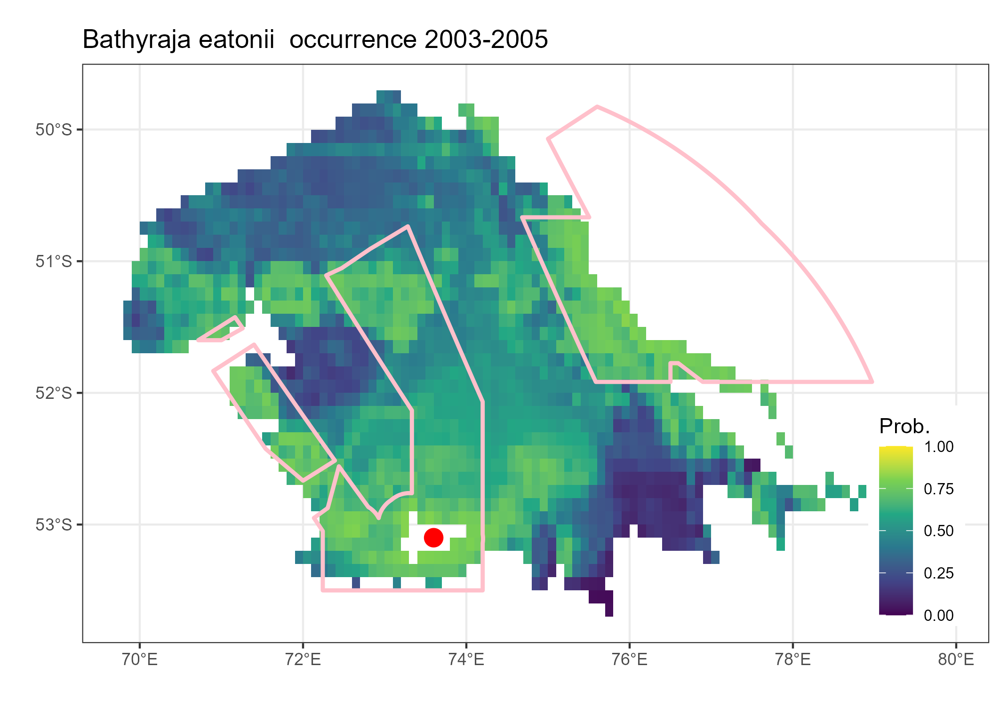 Bathyraja eatonii  occurrence 2003-2005
50°S
51°S
52°S
53°S
Prob.
1.00
0.75
0.50
0.25
0.00
70°E
72°E
74°E
76°E
78°E
80°E